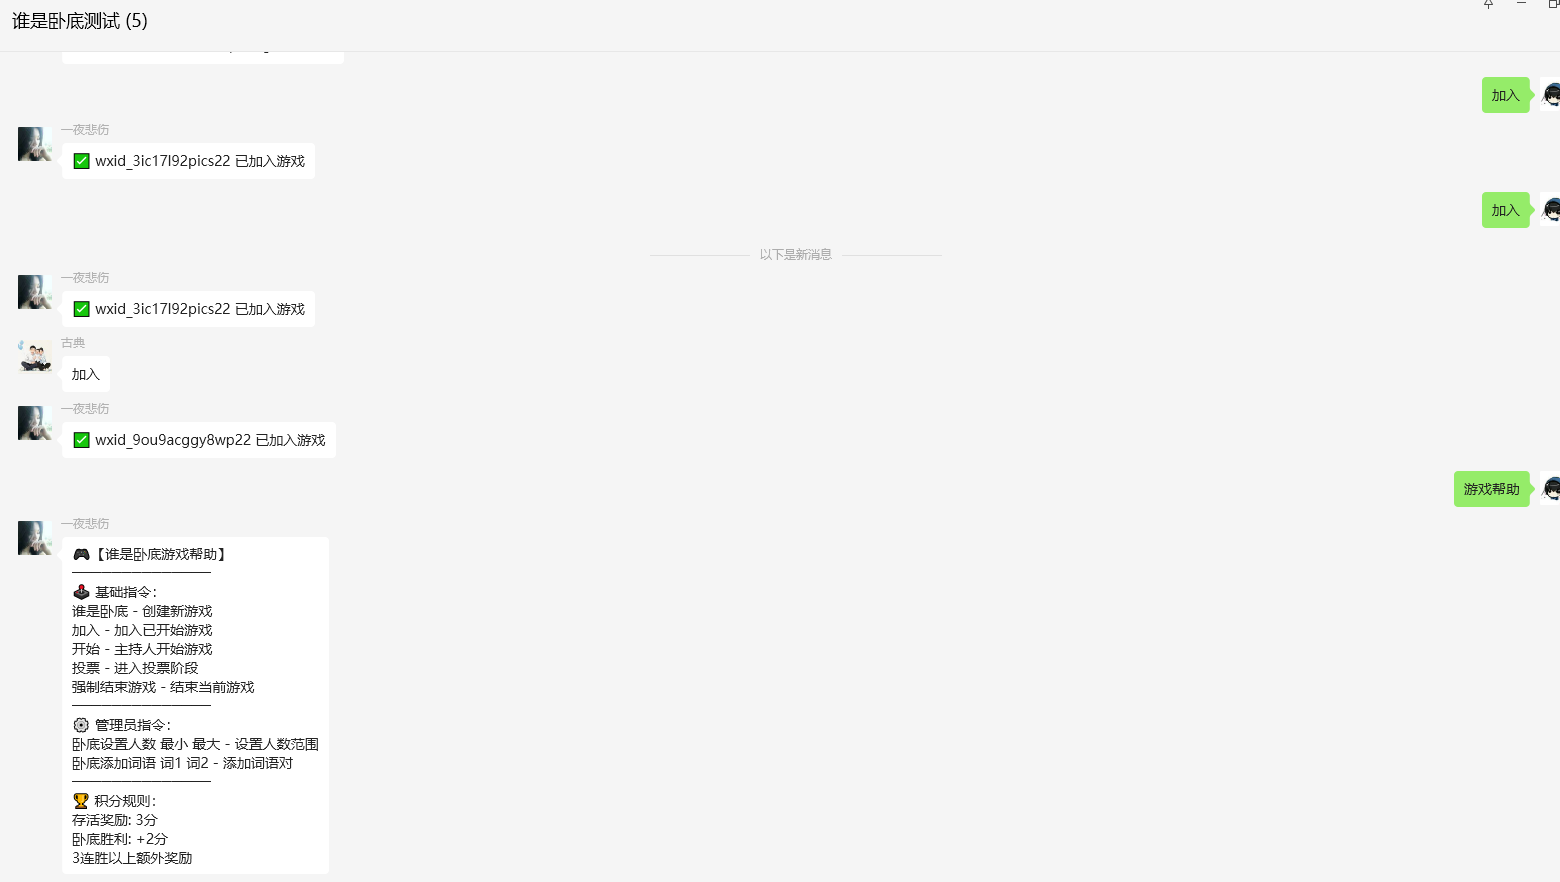 谁是卧底测试 (5)
加入
一夜悲伤
✅ wxid_3ic17l92pics22 已加入游戏
加入
以下是新消息
一夜悲伤
✅ wxid_3ic17l92pics22 已加入游戏
古典
加入
一夜悲伤
✅ wxid_9ou9acggy8wp22 已加入游戏
游戏帮助
一夜悲伤
🎮【谁是卧底游戏帮助】
———————————
🕹️ 基础指令：
谁是卧底 - 创建新游戏
加入 - 加入已开始游戏
开始 - 主持人开始游戏
投票 - 进入投票阶段
强制结束游戏 - 结束当前游戏
———————————
⚙️ 管理员指令：
卧底设置人数 最小 最大 - 设置人数范围
卧底添加词语 词1 词2 - 添加词语对
———————————
🏆 积分规则：
存活奖励: 3分
卧底胜利: +2分
3连胜以上额外奖励